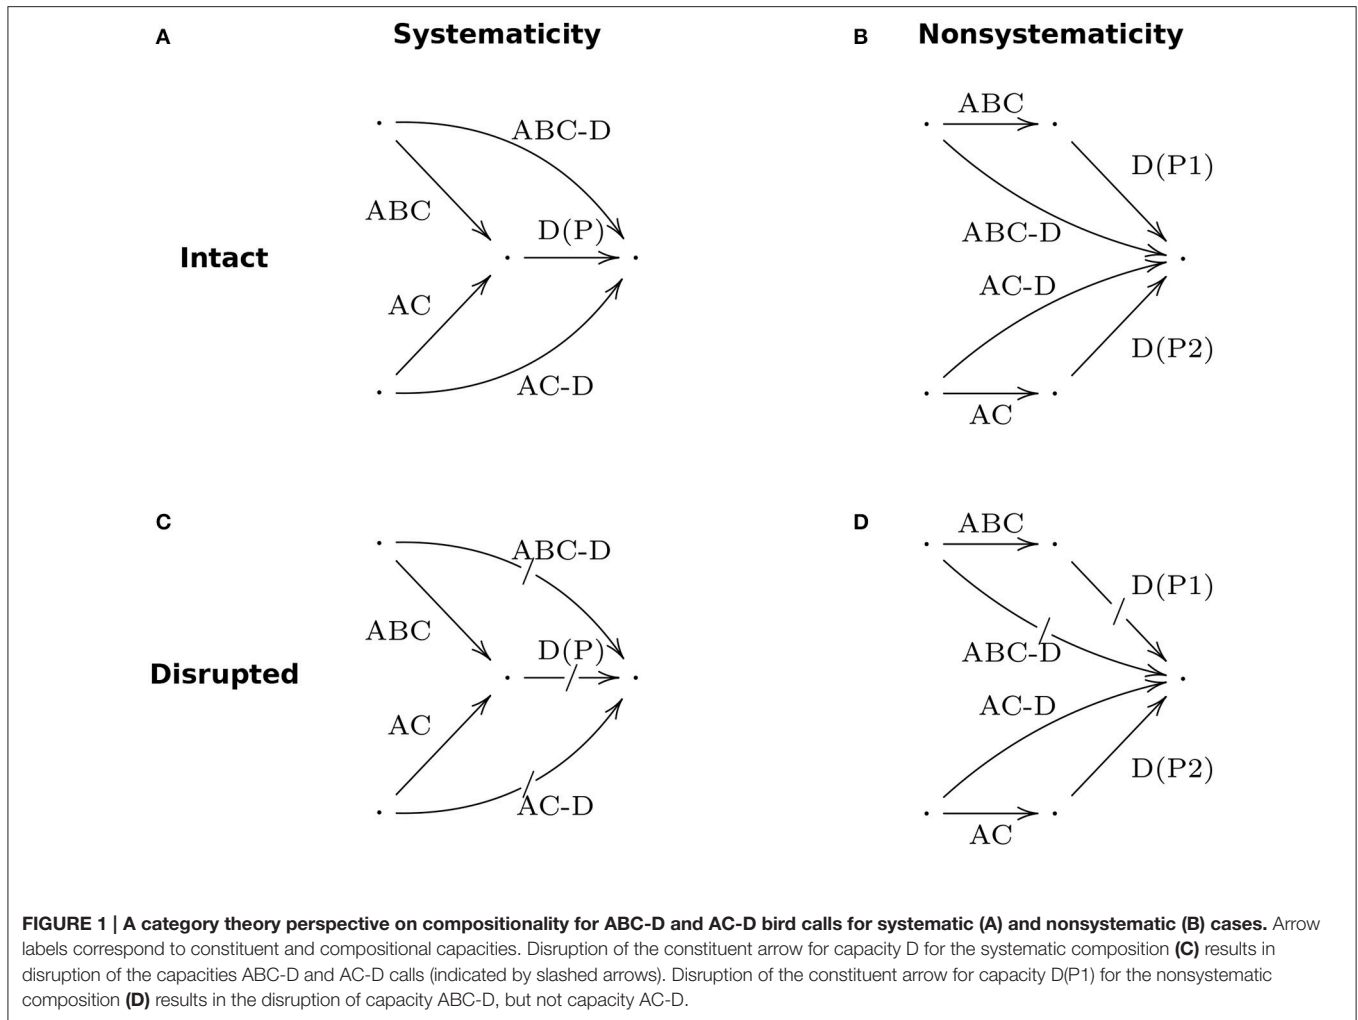 A
Systematicity
B
Nonsystematicity
ABC-D
ABC
D(P)
AC
AC-D
Intact
ABC
D(P1)
ABC-D
AC-D
D(P2)
AC
C
ABC-D
ABC
D(P)
AC
AC-D
Disrupted
D
ABC
D(P1)
ABC-D
AC-D
D(P2)
AC
FIGURE 1 | A category theory perspective on compositionality for ABC-D and AC-D bird calls for systematic (A) and nonsystematic (B) cases. Arrow
labels correspond to constituent and compositional capacities. Disruption of the constituent arrow for capacity D for the systematic composition (C) results in
disruption of the capacities ABC-D and AC-D calls (indicated by slashed arrows). Disruption of the constituent arrow for capacity D(P1) for the nonsystematic
composition (D) results in the disruption of capacity ABC-D, but not capacity AC-D.